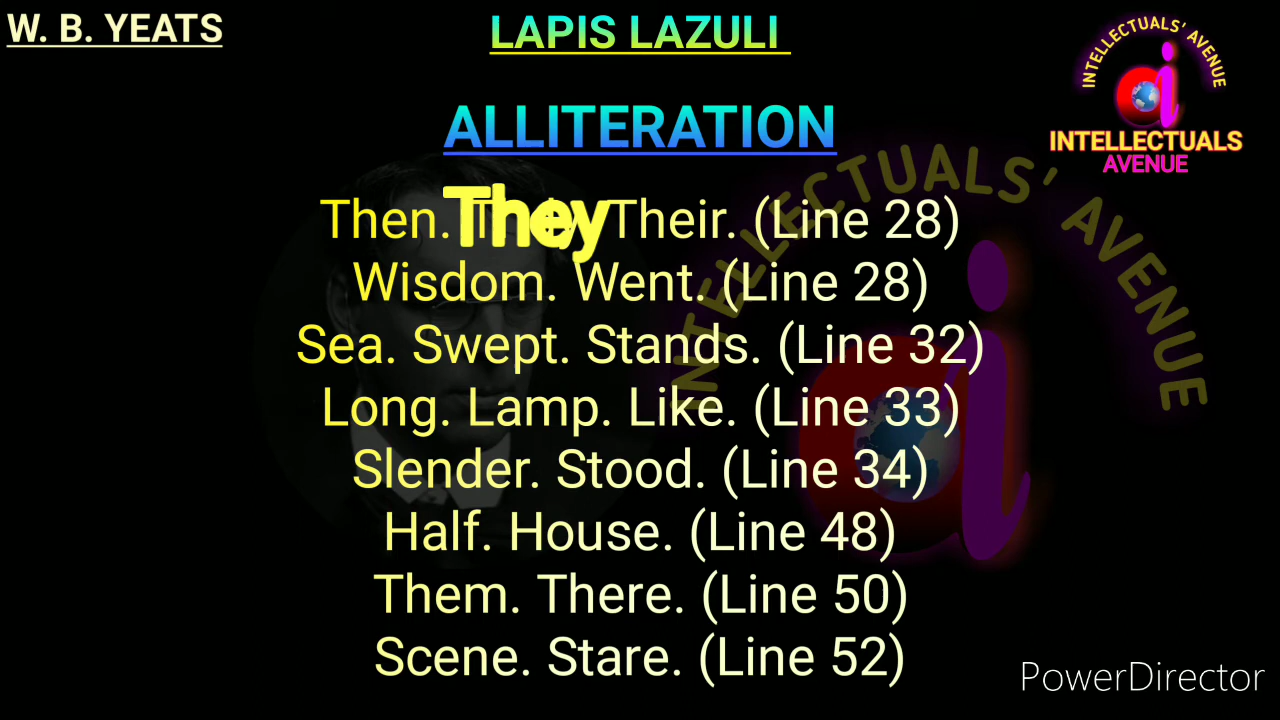 W. B. YEATS
LAPIS LAZULI
INTELLECTUALS' AVENUE
INTELLECTUALS
AVENUE
ALLITERATION
Then. They Their. (Line 28)
Wisdom. Went. (Line 28)
Sea. Swept. Stands. (Line 32)
Long. Lamp. Like. (Line 33)
Slender. Stood. (Line 34)
Half. House. (Line 48)
Them. There. (Line 50)
Scene. Stare. (Line 52)
INTELLECTUALS' AVENUE
PowerDirector